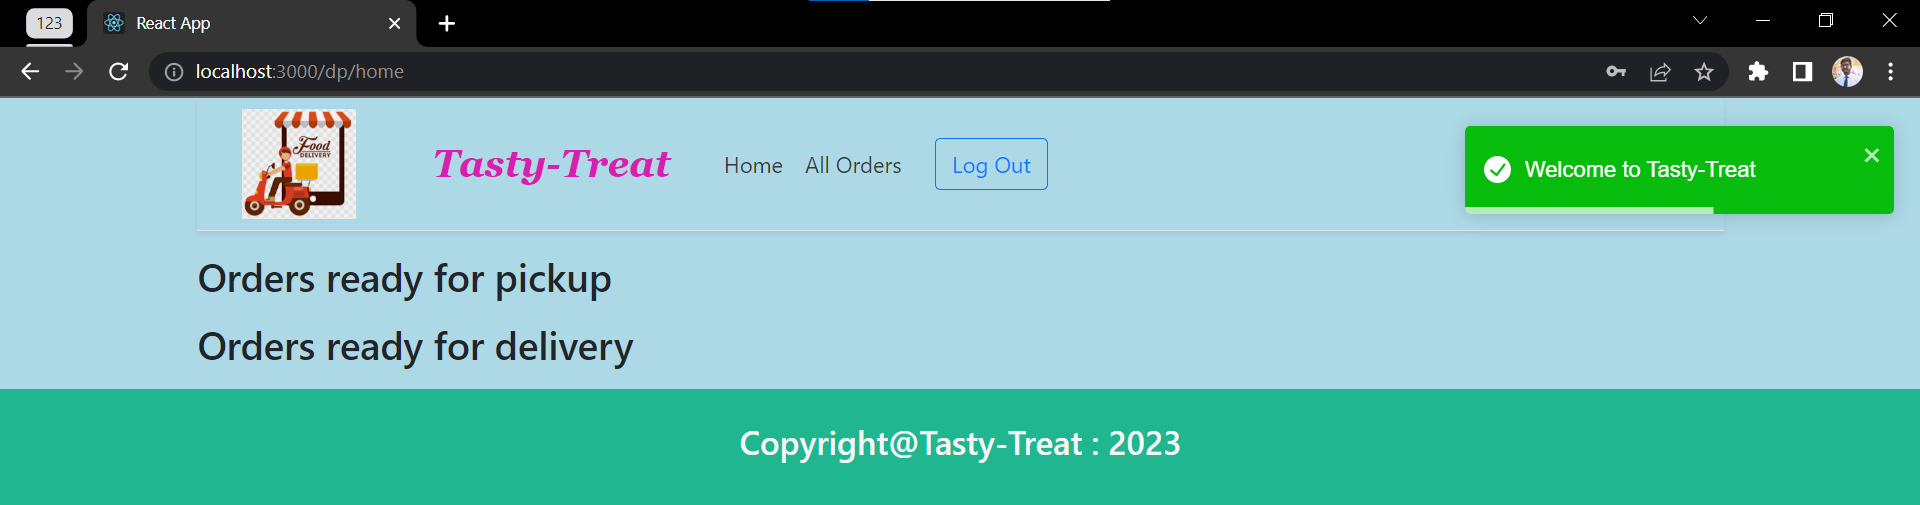 123
React App
localhost:3000/dp/home
Food
DELIVERY
Tasty-Treat
Home
All Orders
Log Out
Welcome to Tasty-Treat
Orders ready for pickup
Orders ready for delivery
Copyright@Tasty-Treat : 2023